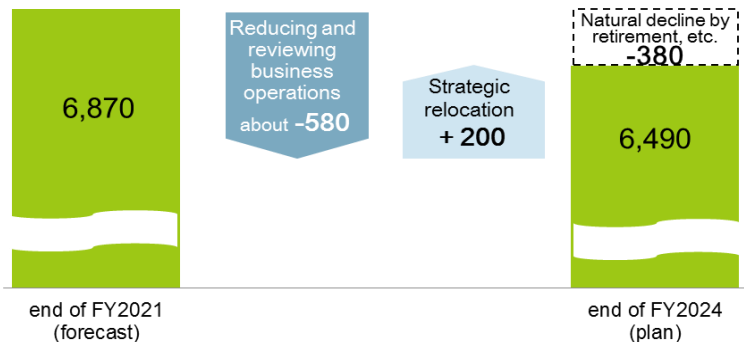 6,870
end of FY2021
(forecast)
Reducing and
reviewing
business
operations
about -580
Strategic
relocation
+ 200
Natural decline by
retirement, etc.
-380
6,490
end of FY2024
(plan)